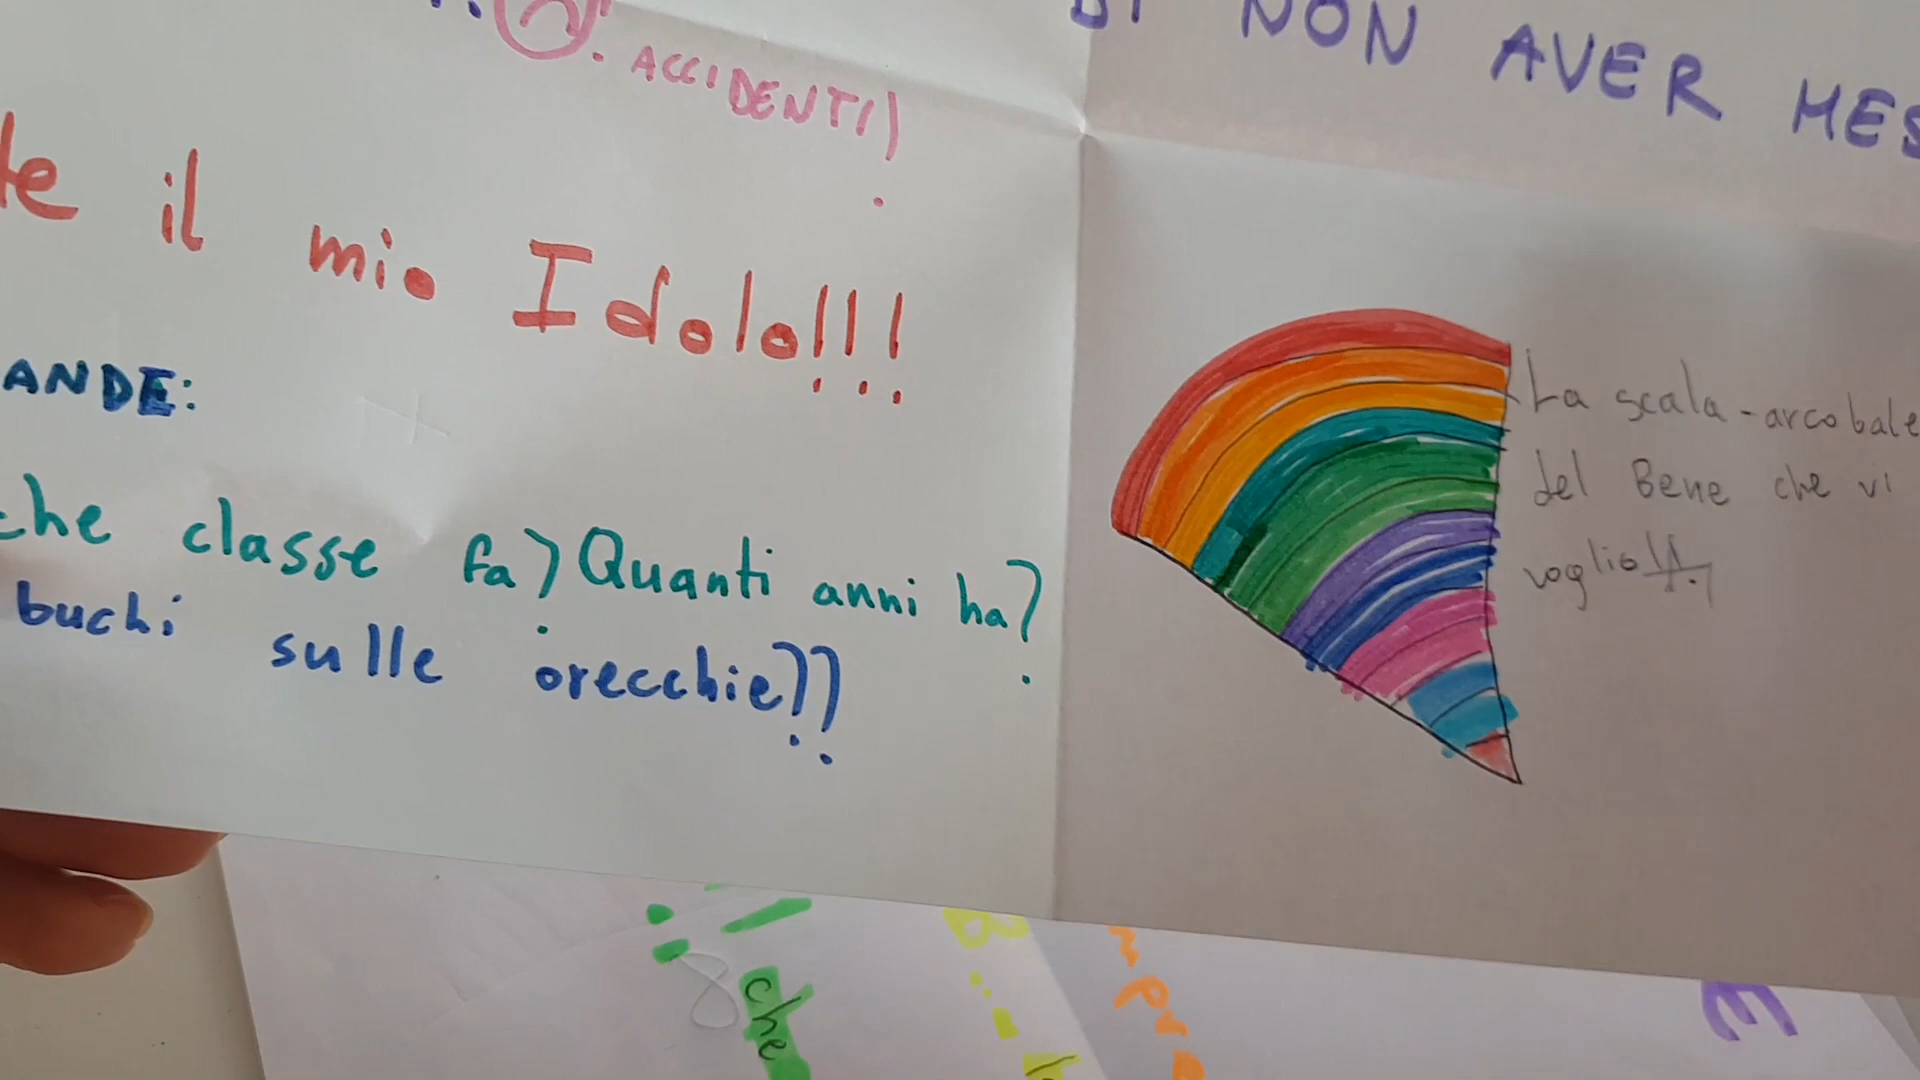 ACCIDENTI!
te il mio Idolo!!!
ANDE:
che classe fa? Quanti anni ha?
buchi sulle orecchie??
DI NON AVER MES
La scala-arcobale
del Bene che vi
voglio!!
che
B
E